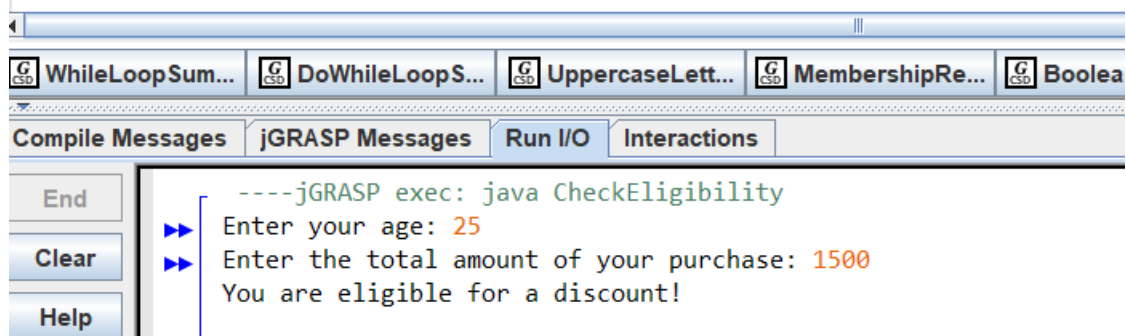 WhileLoopSum... DoWhileLoopS... UppercaseLett... MembershipRe... Boolea
Compile Messages jGRASP Messages Run I/O Interactions
End
Clear
Help
----jGRASP exec: java CheckEligibility
Enter your age: 25
Enter the total amount of your purchase: 1500
You are eligible for a discount!